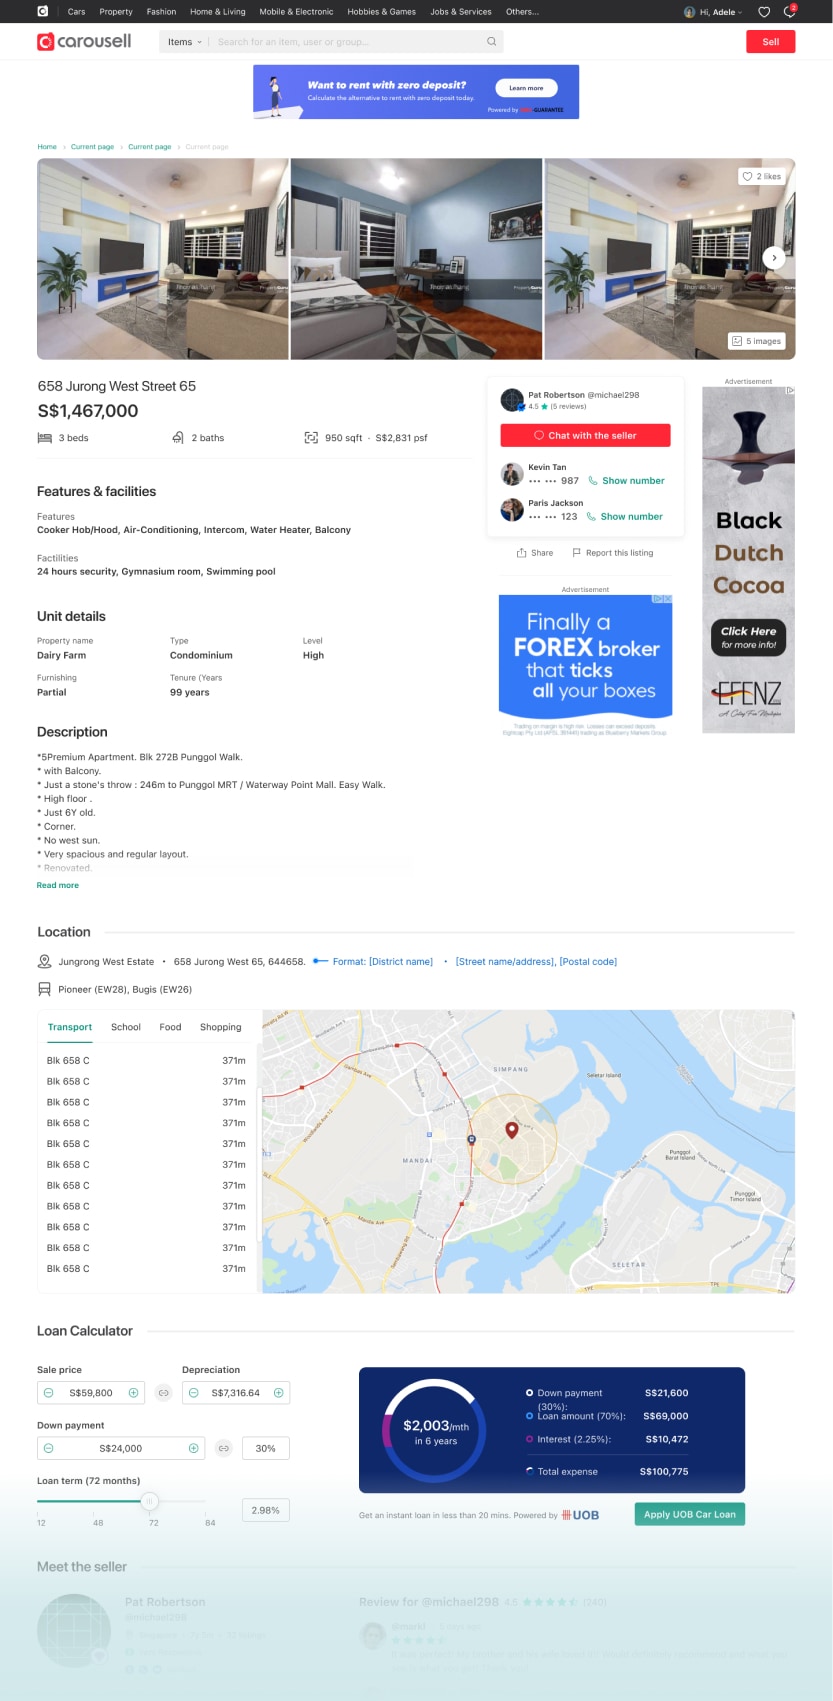 Cars Property Fashion Home & Living Mobile & Electronic Hobbies & Games Jobs & Services Others... Hi, Adele 2
carousell Items Search for an item, user or group... Sell
Want to rent with zero deposit?
Calculate the alternative to rent with zero deposit today.
Learn more
Powered by
-GUARANTEE
Home > Current page > Current page > Current page
2 likes
5 images
658 Jurong West Street 65
S$1,467,000
3 beds 2 baths 950 sqft · S$2,831 psf
Features & facilities
Features
Cooker Hob/Hood, Air-Conditioning, Intercom, Water Heater, Balcony
Factilities
24 hours security, Gymnasium room, Swimming pool
Unit details
Property name Type Level
Dairy Farm Condominium High
Furnishing Tenure (Years
Partial 99 years
Description
*5Premium Apartment. Blk 272B Punggol Walk.
* with Balcony.
* Just a stone's throw : 246m to Punggol MRT / Waterway Point Mall. Easy Walk.
* High floor .
* Just 6Y old.
* Corner.
* No west sun.
* Very spacious and regular layout.
* Renovated.
Read more
Pat Robertson @michael298
4.5 ★ (5 reviews)
Chat with the seller
Kevin Tan
••• ••• 987 Show number
Paris Jackson
••• ••• 123 Show number
Share Report this listing
Advertisement
Finally a
FOREX broker
that ticks
all your boxes
Trading on margin is high risk. Losses can exceed deposits
Eightcap Pty Ltd (AFSL 391441) trading as Blueberry Markets Group.
Advertisement
Black
Dutch
Cocoa
Click Here
for more info!
EFENZ
Location
Jungrong West Estate • 658 Jurong West 65, 644658. Format: [District name] • [Street name/address], [Postal code]
Pioneer (EW28), Bugis (EW26)
Transport School Food Shopping
Blk 658 C 371m
Blk 658 C 371m
Blk 658 C 371m
Blk 658 C 371m
Blk 658 C 371m
Blk 658 C 371m
Blk 658 C 371m
Blk 658 C 371m
Blk 658 C 371m
Blk 658 C 371m
Blk 658 C 371m
SIMPANG
Seletar Island
MANDAI
Punggol
Barat Island
Punggol
Timor Island
SELETAR
Mandai Ave
TPE
TPE
Loan Calculator
Sale price Depreciation
S$59,800 S$7,316.64
Down payment
S$24,000 30%
Loan term (72 months)
2.98%
12 48 72 84
$2,003/mth
in 6 years
Down payment
(30%): S$21,600
Loan amount (70%): S$69,000
Interest (2.25%): S$10,472
Total expense S$100,775
Get an instant loan in less than 20 mins. Powered by UOB
Apply UOB Car Loan
Meet the seller
Pat Robertson
@michael298
Review for @michael298 4.5 ★★★★★ (240)